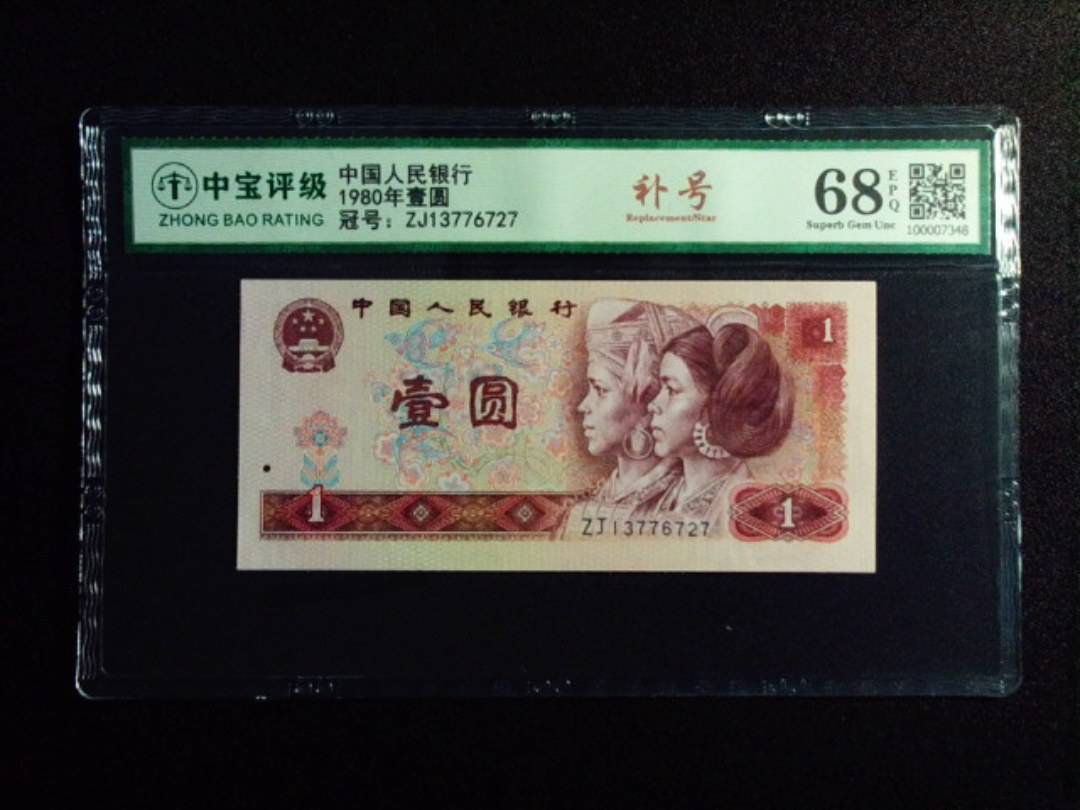 中宝评级
ZHONG BAO RATING
中国人民银行
1980年壹圆
冠号：ZJ13776727
补号
Replacement/Star
68
EPQ
Superb Gem Unc
100007348
中国人民银行
1
壹圆
1
1
ZJ13776727